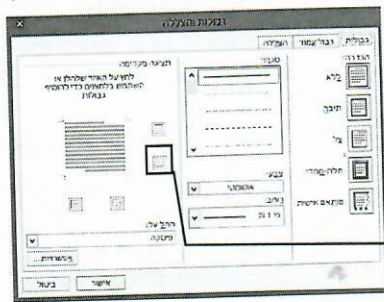 גבולות והצללה
גבולות
גבול עמוד
הצללה
הגדרה:
ללא
תיבה
צל
תלת-ממדי
מותאם אישית
סגנון:
צבע:
אוטומטי
רוחב:
תצוגה מקדימה
לחץ על האיור שלהלן או
השתמש בלחצנים כדי להוסיף
גבולות
החל על:
פיסקה
אפשרויות...
אישור
ביטול